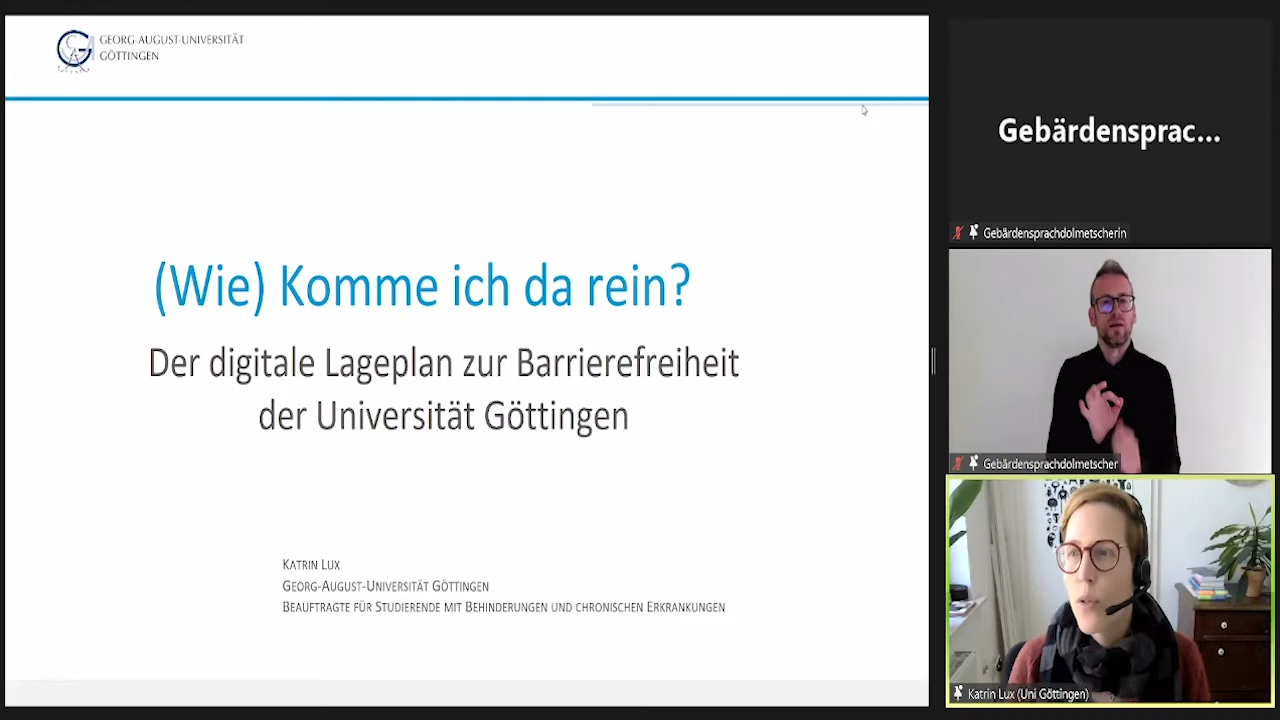 GEORG-AUGUST-UNIVERSITÄT
GÖTTINGEN
(Wie) Komme ich da rein?
Der digitale Lageplan zur Barrierefreiheit
der Universität Göttingen
KATRIN LUX
GEORG-AUGUST-UNIVERSITÄT GÖTTINGEN
BEAUFTRAGTE FÜR STUDIERENDE MIT BEHINDERUNGEN UND CHRONISCHEN ERKRANKUNGEN
Gebärdensprac...
Gebärdensprachdolmetscherin
Gebärdensprachdolmetscher
Katrin Lux (Uni Göttingen)